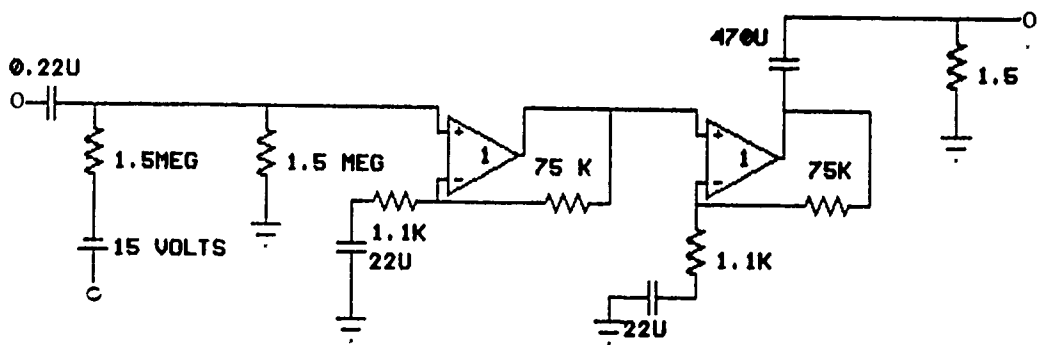 470U
0.22U
1.5
1.5MEG
1.5 MEG
+
1
-
75 K
+
1
-
75K
15 VOLTS
1.1K
22U
1.1K
22U